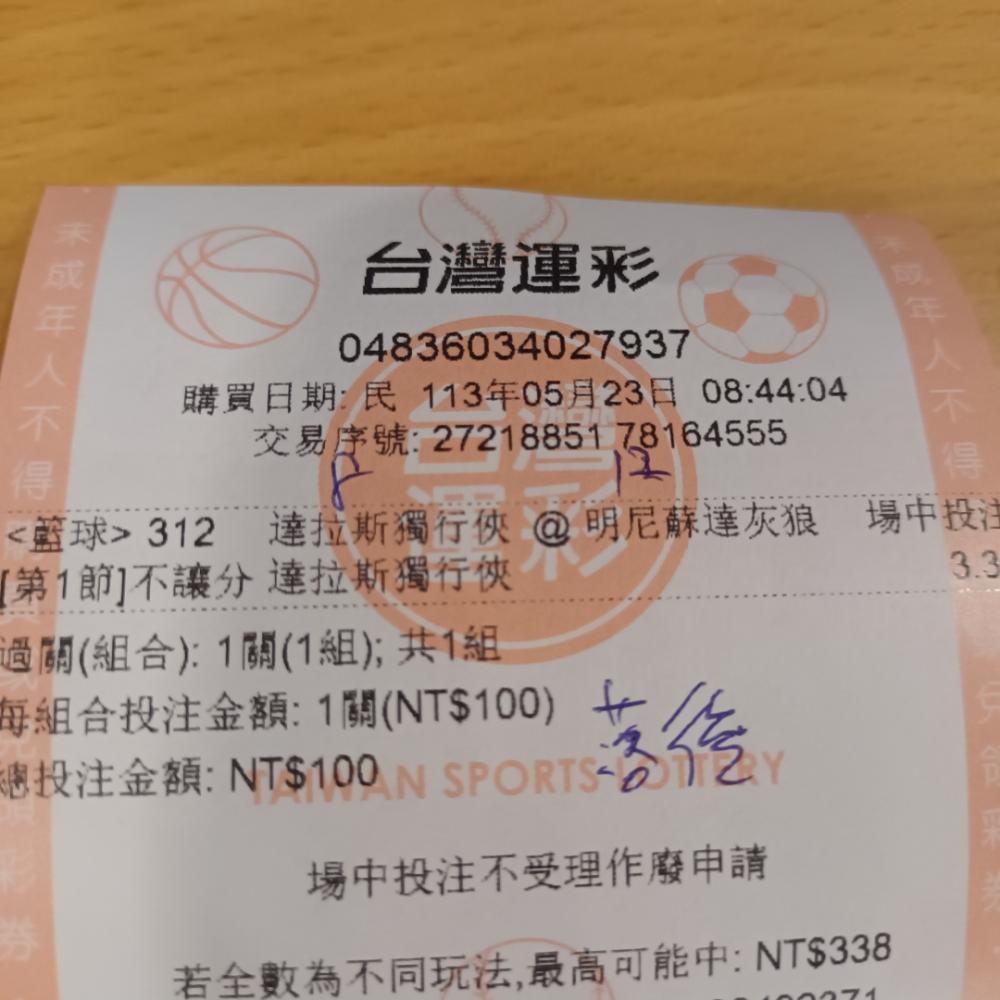 台灣運彩
04836034027937
購買日期: 民 113年05月23日 08:44:04
交易序號: 27218851 78164555
12
<籃球> 312 達拉斯獨行俠 @ 明尼蘇達灰狼 場中投注
[第1節]不讓分 達拉斯獨行俠 3.3
過關(組合): 1關(1組); 共1組
每組合投注金額: 1關(NT$100)
總投注金額: NT$100
落後
TAIWAN SPORTS LOTTERY
場中投注不受理作廢申請
若全數為不同玩法,最高可能中: NT$338
未成年人不得
未成年人不得
台灣運彩